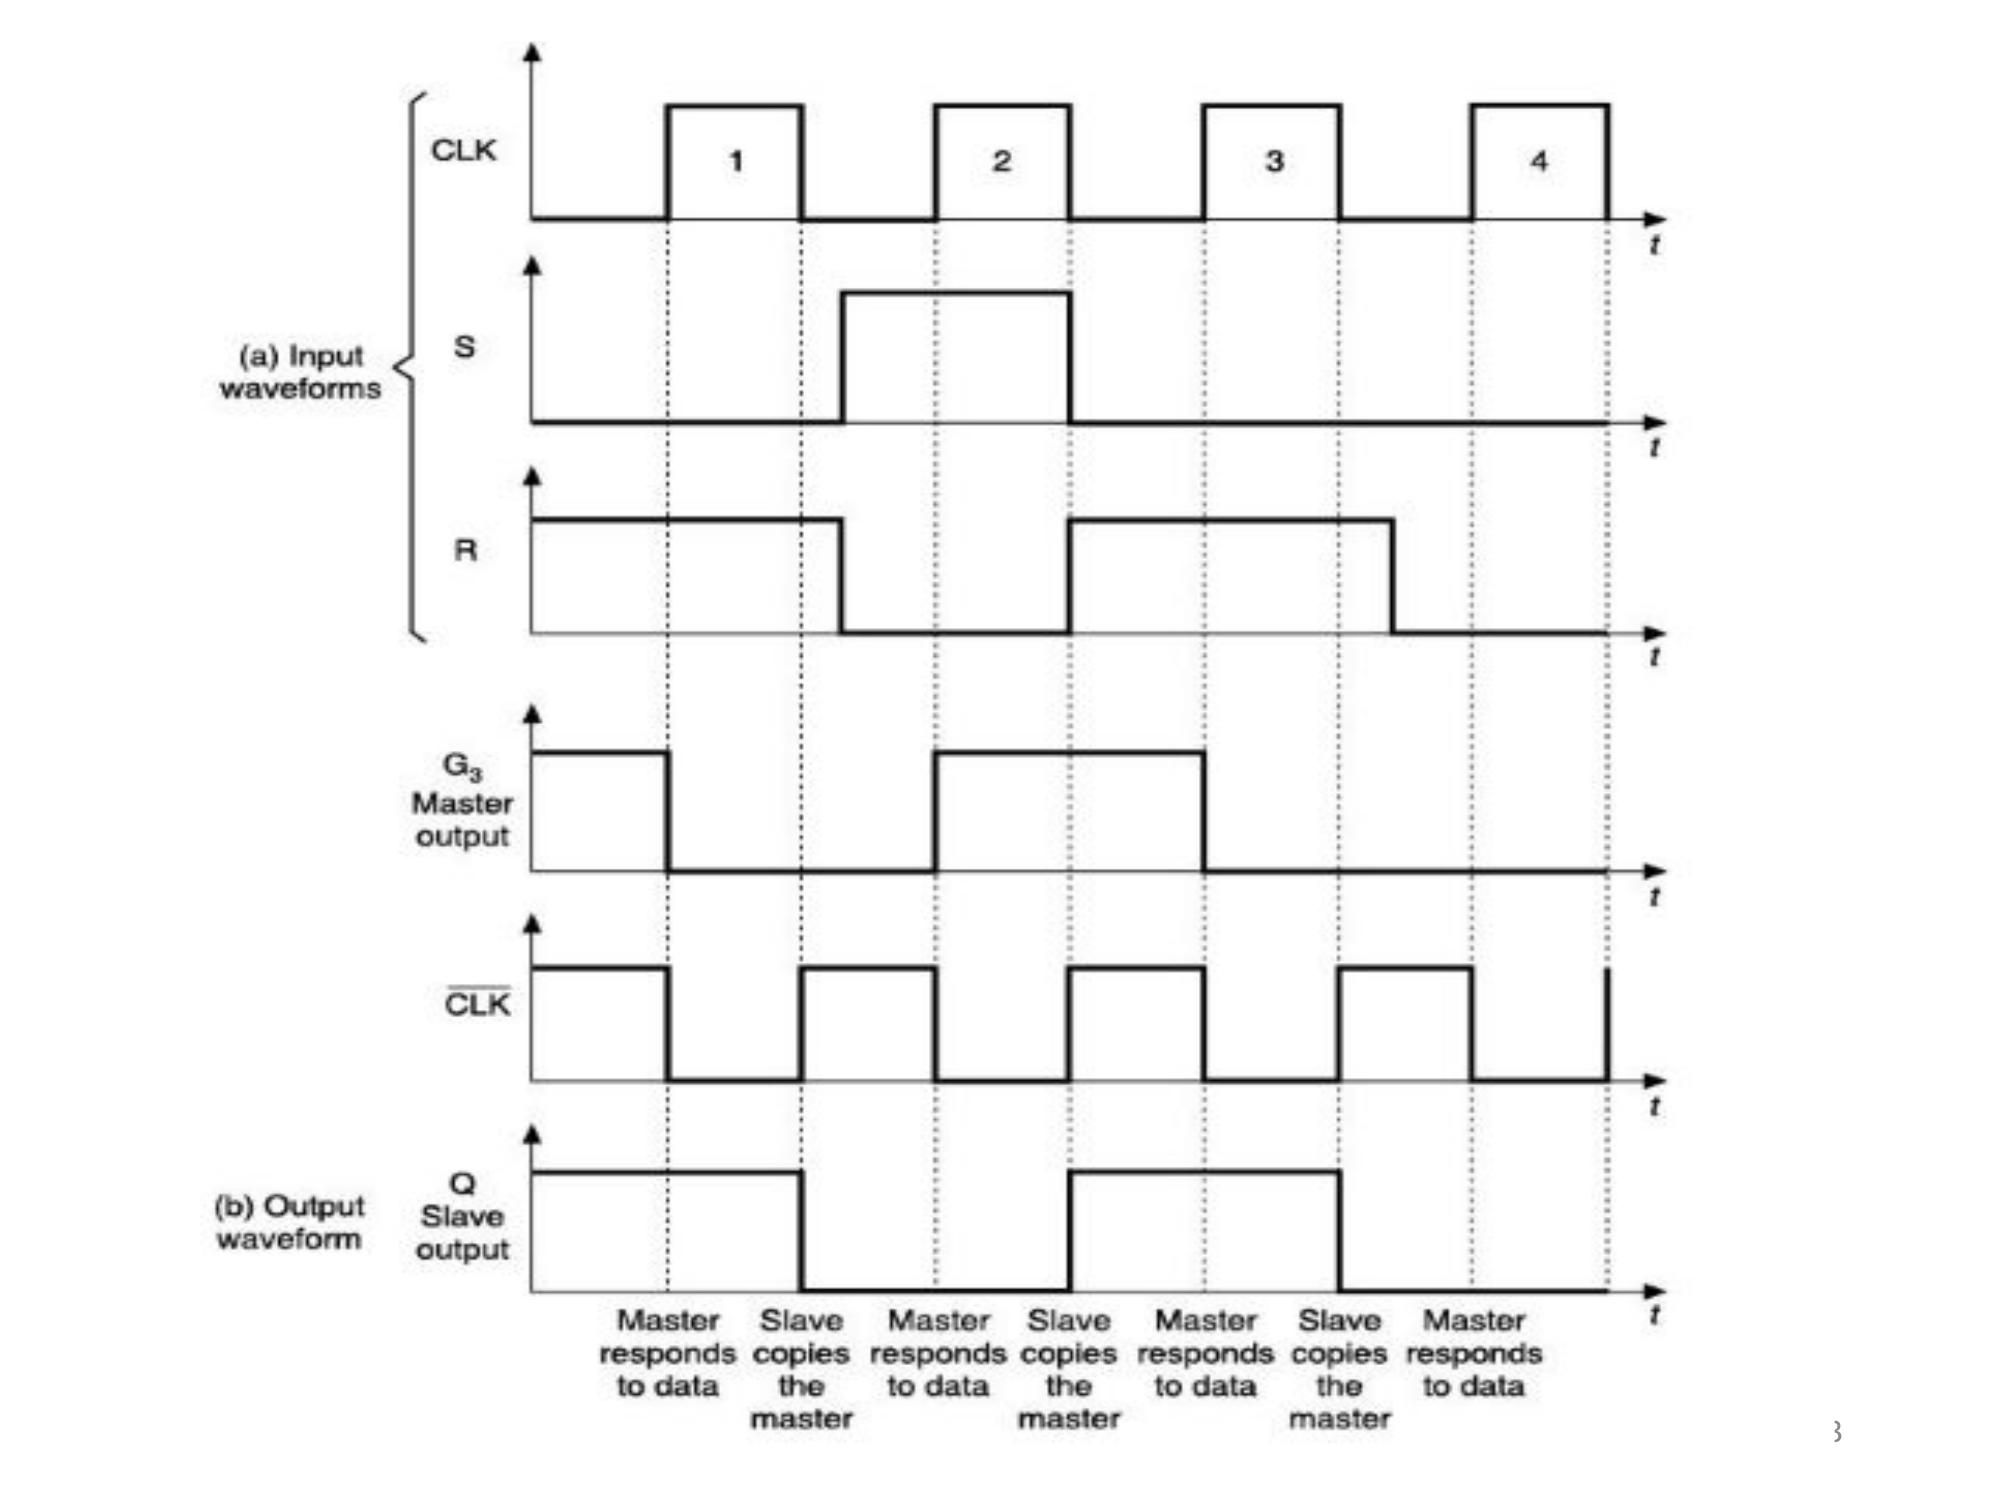 CLK
1
2
3
4
t
S
(a) Input
waveforms
t
R
t
G3
Master
output
t
CLK
t
(b) Output
waveform
Q
Slave
output
t
Master Slave Master Slave Master Slave Master
responds copies responds copies responds copies responds
to data the to data the to data the to data
master master master